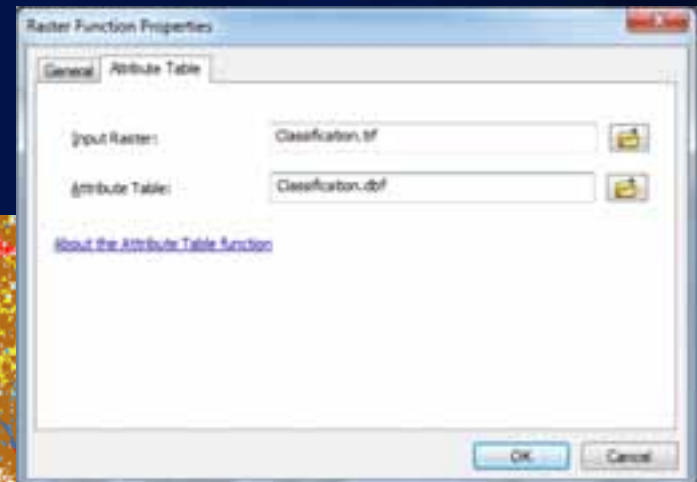 Raster Function Properties
General Attribute Table
Input Raster: Classification.tif
Attribute Table: Classification.dbf
About the Attribute Table function
OK Cancel